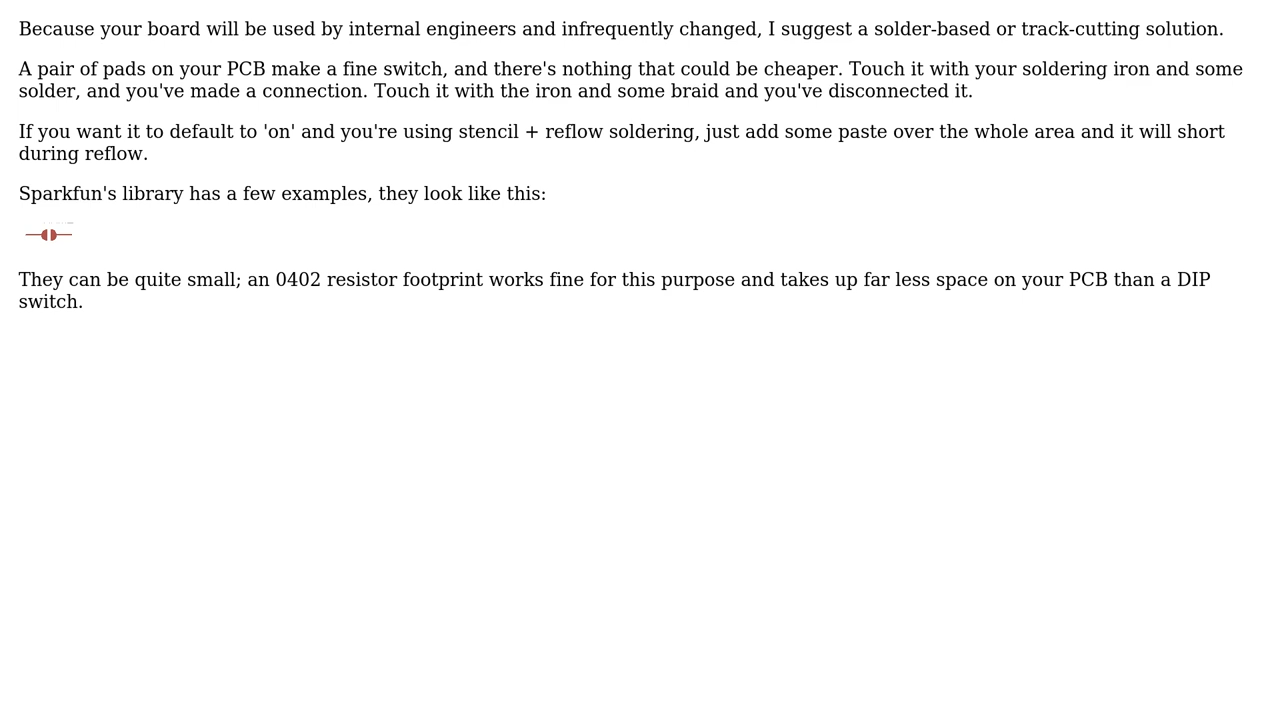 Because your board will be used by internal engineers and infrequently changed, I suggest a solder-based or track-cutting solution.
A pair of pads on your PCB make a fine switch, and there's nothing that could be cheaper. Touch it with your soldering iron and some
solder, and you've made a connection. Touch it with the iron and some braid and you've disconnected it.
If you want it to default to 'on' and you're using stencil + reflow soldering, just add some paste over the whole area and it will short
during reflow.
Sparkfun's library has a few examples, they look like this:
They can be quite small; an 0402 resistor footprint works fine for this purpose and takes up far less space on your PCB than a DIP
switch.